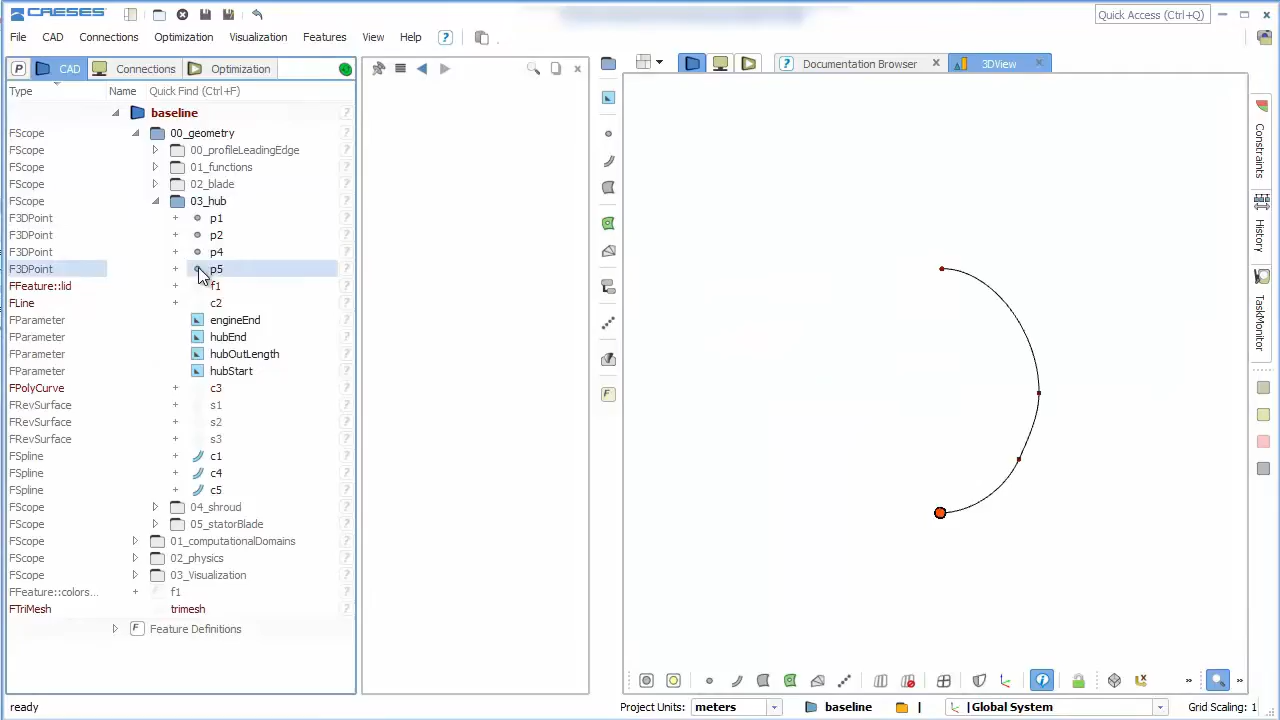 CAESES
Quick Access (Ctrl+Q)
File CAD Connections Optimization Visualization Features View Help
CAD Connections Optimization
Documentation Browser 3DView
Type Name Quick Find (Ctrl+F)
baseline
FScope 00_geometry
FScope 00_profileLeadingEdge
FScope 01_functions
FScope 02_blade
FScope 03_hub
F3DPoint p1
F3DPoint p2
F3DPoint p4
F3DPoint p5
FFeature::lid f1
FLine c2
FParameter engineEnd
FParameter hubEnd
FParameter hubOutLength
FParameter hubStart
FPolyCurve c3
FRevSurface s1
FRevSurface s2
FRevSurface s3
FSpline c1
FSpline c4
FSpline c5
FScope 04_shroud
FScope 05_statorBlade
FScope 01_computationalDomains
FScope 02_physics
FScope 03_Visualization
FFeature::colors... f1
FTriMesh trimesh
F Feature Definitions
Constraints
History
TaskMonitor
ready
Project Units: meters baseline | |Global System Grid Scaling: 1